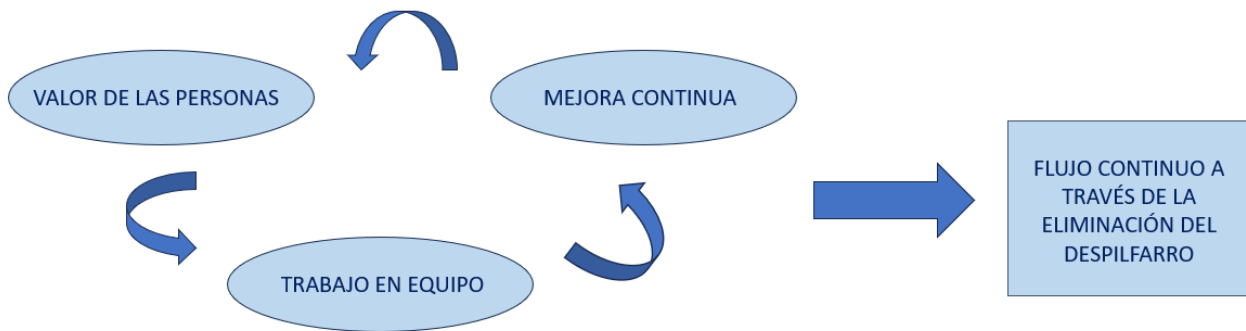 VALOR DE LAS PERSONAS
MEJORA CONTINUA
TRABAJO EN EQUIPO
FLUJO CONTINUO A
TRAVÉS DE LA
ELIMINACIÓN DEL
DESPILFARRO